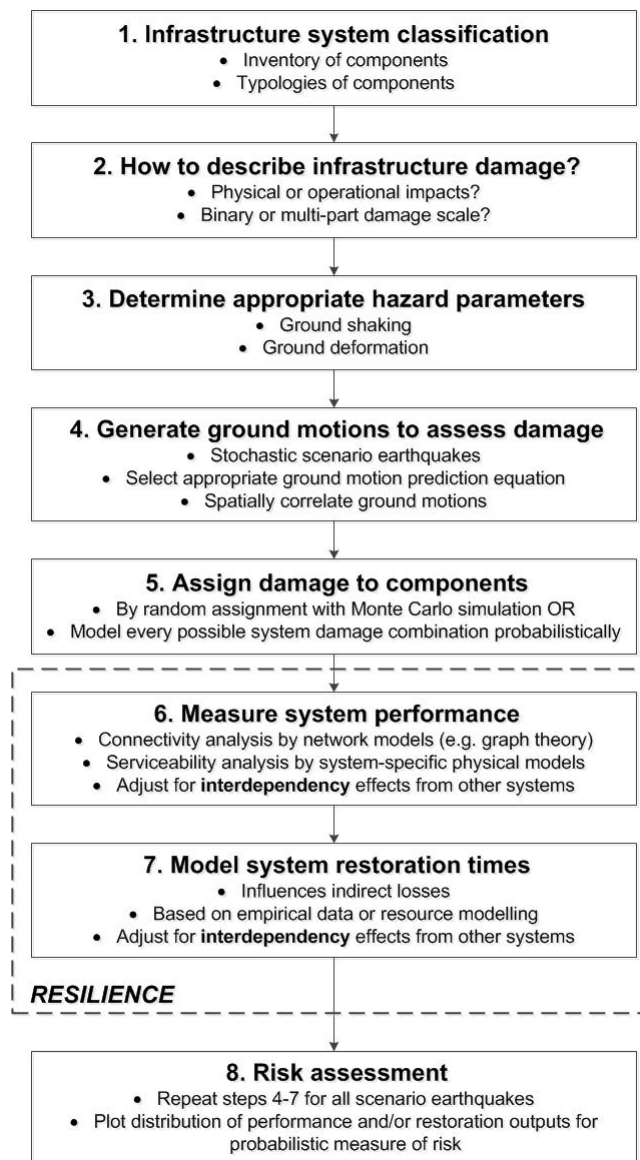 1. Infrastructure system classification
• Inventory of components
• Typologies of components
2. How to describe infrastructure damage?
• Physical or operational impacts?
• Binary or multi-part damage scale?
3. Determine appropriate hazard parameters
• Ground shaking
• Ground deformation
4. Generate ground motions to assess damage
• Stochastic scenario earthquakes
• Select appropriate ground motion prediction equation
• Spatially correlate ground motions
5. Assign damage to components
• By random assignment with Monte Carlo simulation OR
• Model every possible system damage combination probabilistically
6. Measure system performance
• Connectivity analysis by network models (e.g. graph theory)
• Serviceability analysis by system-specific physical models
• Adjust for interdependency effects from other systems
7. Model system restoration times
• Influences indirect losses
• Based on empirical data or resource modelling
• Adjust for interdependency effects from other systems
RESILIENCE
8. Risk assessment
• Repeat steps 4-7 for all scenario earthquakes
• Plot distribution of performance and/or restoration outputs for
probabilistic measure of risk